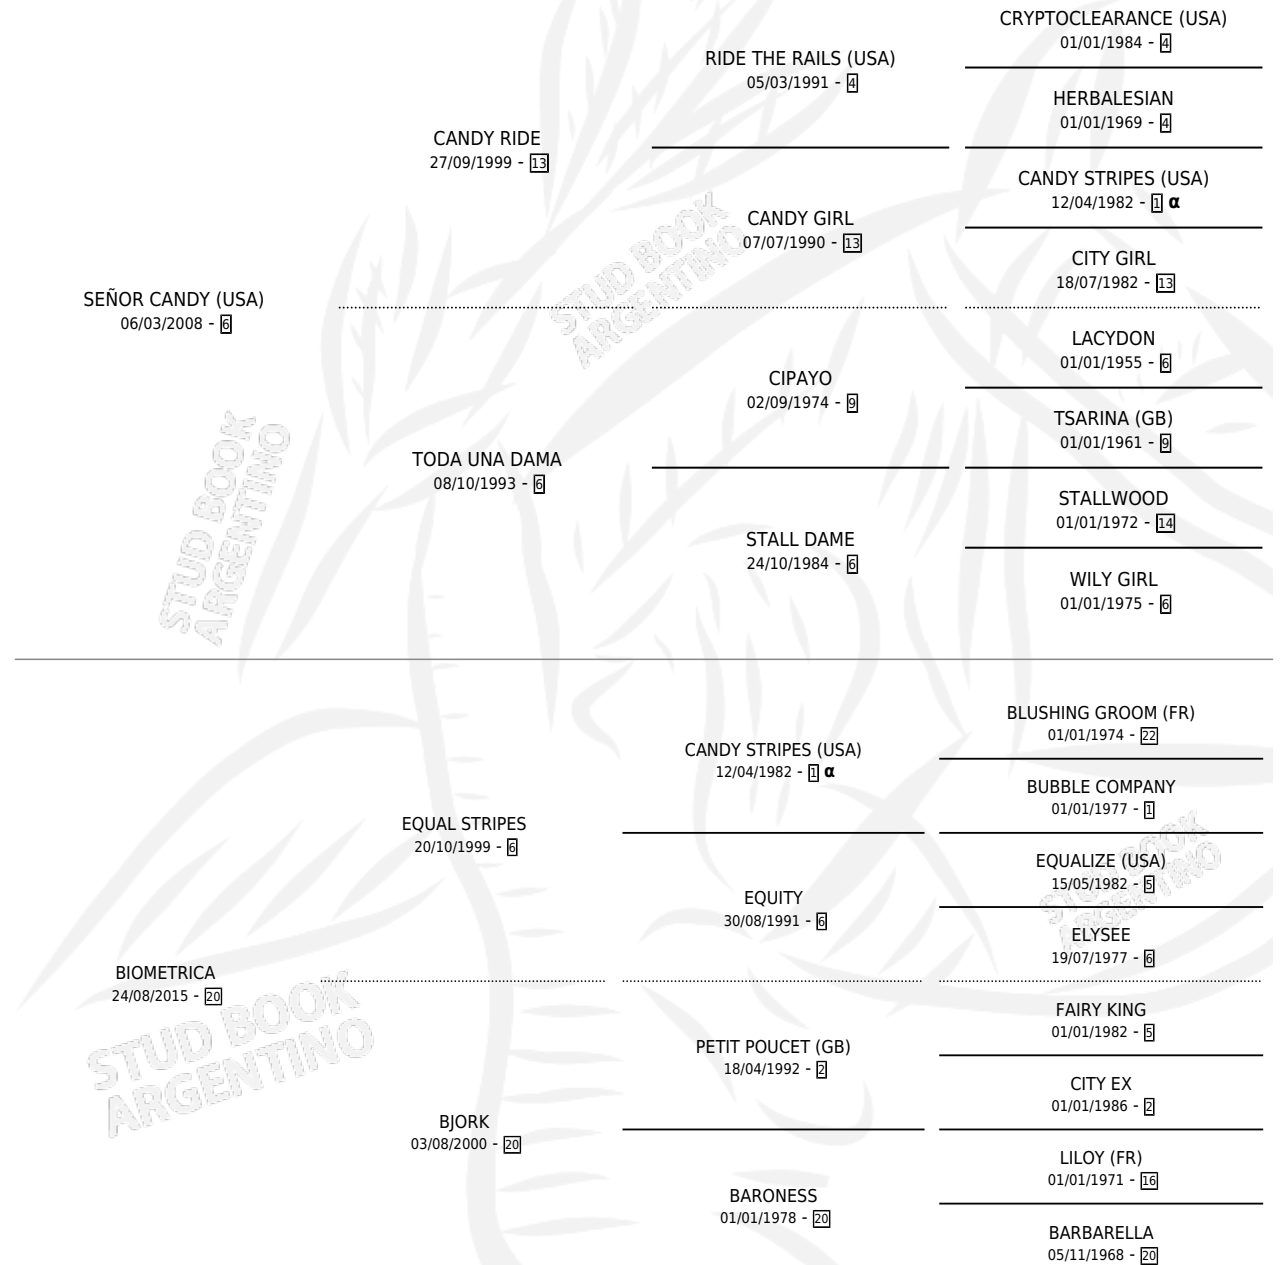 CRYPTOCLEARANCE (USA)
01/01/1984 - 4
RIDE THE RAILS (USA)
05/03/1991 - 4
HERBALESIAN
01/01/1969 - 4
CANDY RIDE
27/09/1999 - 13
CANDY STRIPES (USA)
12/04/1982 - 1 α
CANDY GIRL
07/07/1990 - 13
CITY GIRL
18/07/1982 - 13
SEÑOR CANDY (USA)
06/03/2008 - 6
LACYDON
01/01/1955 - 6
CIPAYO
02/09/1974 - 9
TSARINA (GB)
01/01/1961 - 9
TODA UNA DAMA
08/10/1993 - 6
STALLWOOD
01/01/1972 - 14
STALL DAME
24/10/1984 - 6
WILY GIRL
01/01/1975 - 6
BLUSHING GROOM (FR)
01/01/1974 - 22
CANDY STRIPES (USA)
12/04/1982 - 1 α
BUBBLE COMPANY
01/01/1977 - 1
EQUAL STRIPES
20/10/1999 - 6
EQUALIZE (USA)
15/05/1982 - 5
EQUITY
30/08/1991 - 6
ELYSEE
19/07/1977 - 6
BIOMETRICA
24/08/2015 - 20
FAIRY KING
01/01/1982 - 5
PETIT POUCET (GB)
18/04/1992 - 2
CITY EX
01/01/1986 - 2
BJORK
03/08/2000 - 20
LILOY (FR)
01/01/1971 - 16
BARONESS
01/01/1978 - 20
BARBARELLA
05/11/1968 - 20
STUD BOOK
ARGENTINO
STUD BOOK
ARGENTINO
STUD BOOK
ARGENTINO
STUD BOOK
ARGENTINO